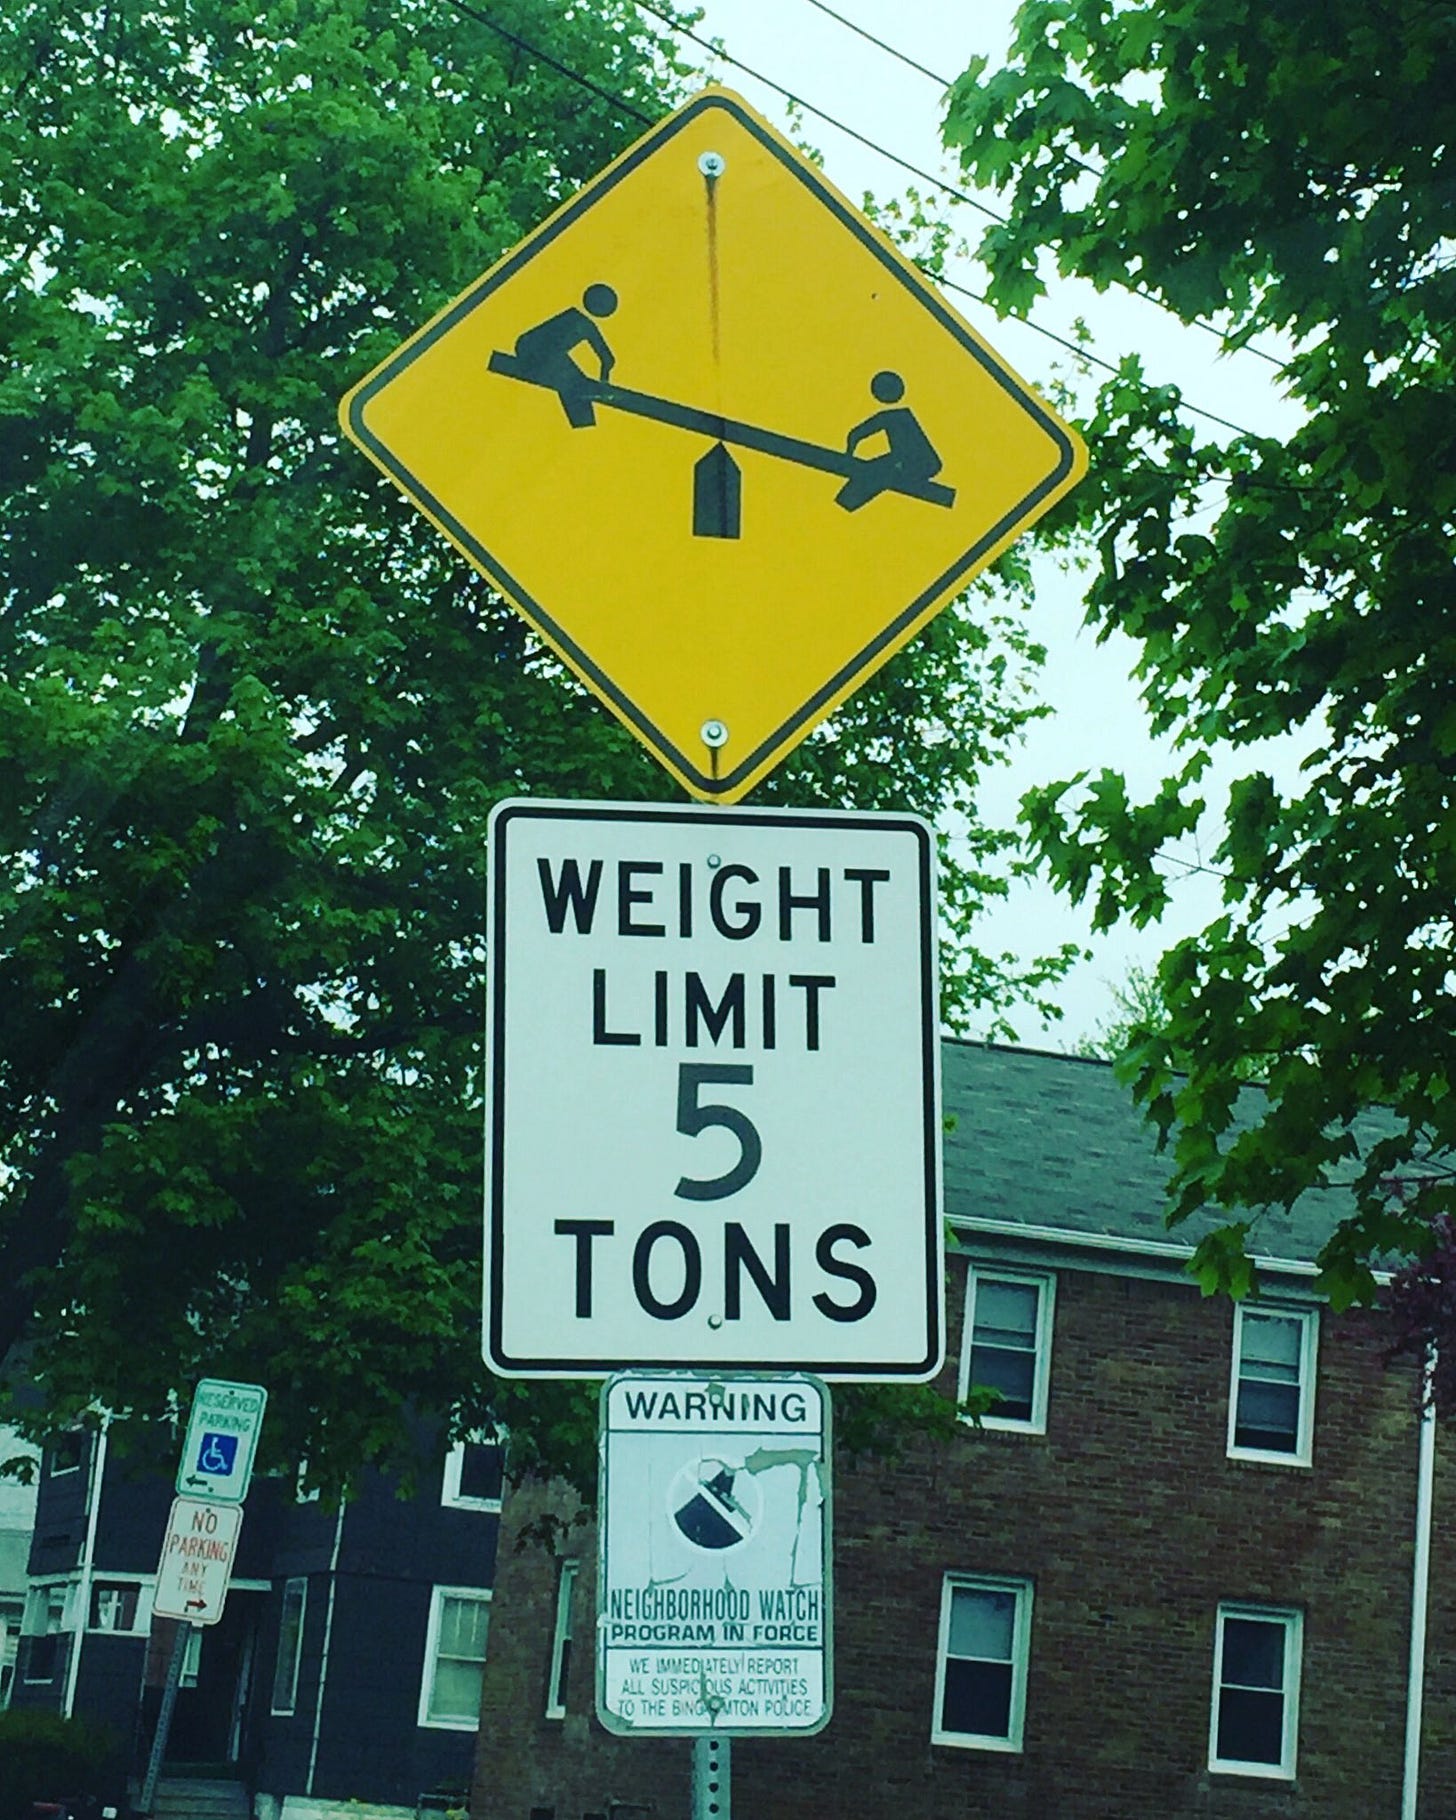 WEIGHT
LIMIT
5
TONS
WARNING
NEIGHBORHOOD WATCH
PROGRAM IN FORCE
WE IMMEDIATELY REPORT
ALL SUSPICIOUS ACTIVITIES
TO THE BINGHAMTON POLICE
RESERVED
PARKING
NO
PARKING
ANY
TIME